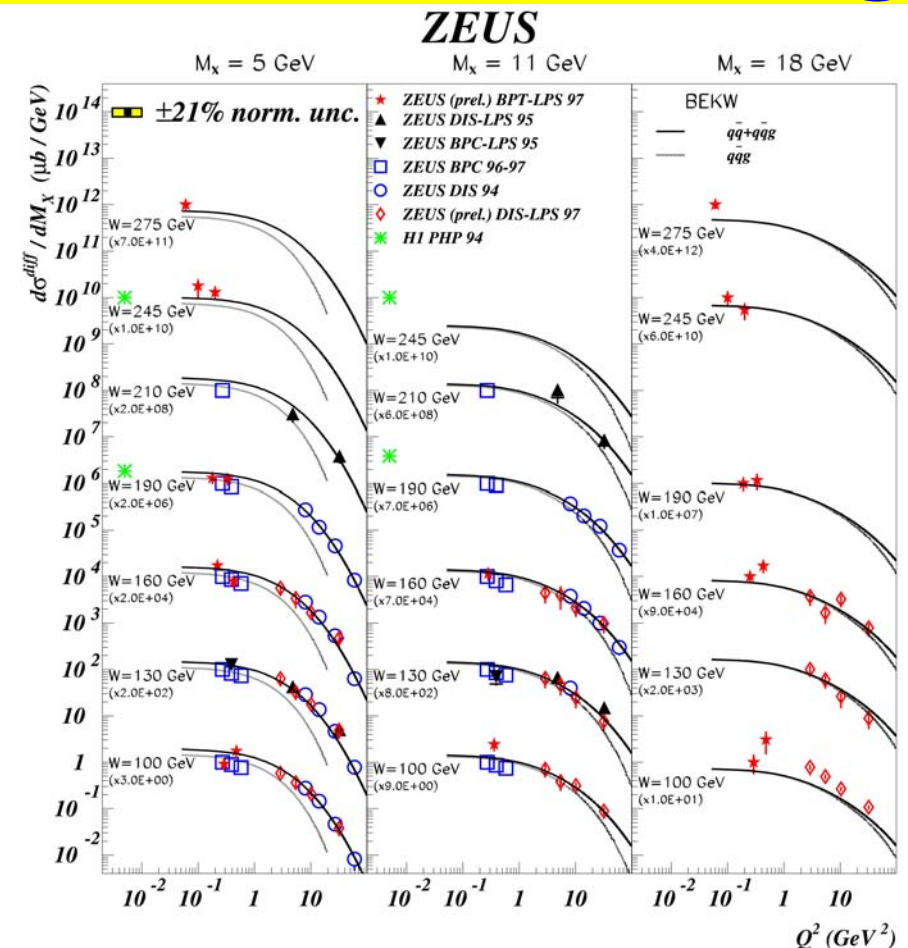 ZEUS
Mx = 5 GeV
Mx = 11 GeV
Mx = 18 GeV
dσ^diff / dM_X (μb / GeV)
10^14
10^13
10^12
10^11
10^10
10^9
10^8
10^7
10^6
10^5
10^4
10^3
10^2
10
1
10^-1
10^-2
±21% norm. unc.
W=275 GeV
(x7.0E+11)
W=245 GeV
(x1.0E+10)
W=210 GeV
(x2.0E+08)
W=190 GeV
(x2.0E+06)
W=160 GeV
(x2.0E+04)
W=130 GeV
(x2.0E+02)
W=100 GeV
(x3.0E+00)
ZEUS (prel.) BPT-LPS 97
ZEUS DIS-LPS 95
ZEUS BPC-LPS 95
ZEUS BPC 96-97
ZEUS DIS 94
ZEUS (prel.) DIS-LPS 97
H1 PHP 94
W=245 GeV
(x1.0E+10)
W=210 GeV
(x6.0E+08)
W=190 GeV
(x7.0E+06)
W=160 GeV
(x7.0E+04)
W=130 GeV
(x8.0E+02)
W=100 GeV
(x9.0E+00)
BEKW
qq̄+qq̄g
qq̄g
W=275 GeV
(x4.0E+12)
W=245 GeV
(x6.0E+10)
W=190 GeV
(x1.0E+07)
W=160 GeV
(x9.0E+04)
W=130 GeV
(x2.0E+03)
W=100 GeV
(x1.0E+01)
10^-2 10^-1 1 10
10^-2 10^-1 1 10
10^-2 10^-1 1 10
Q^2 (GeV^2)